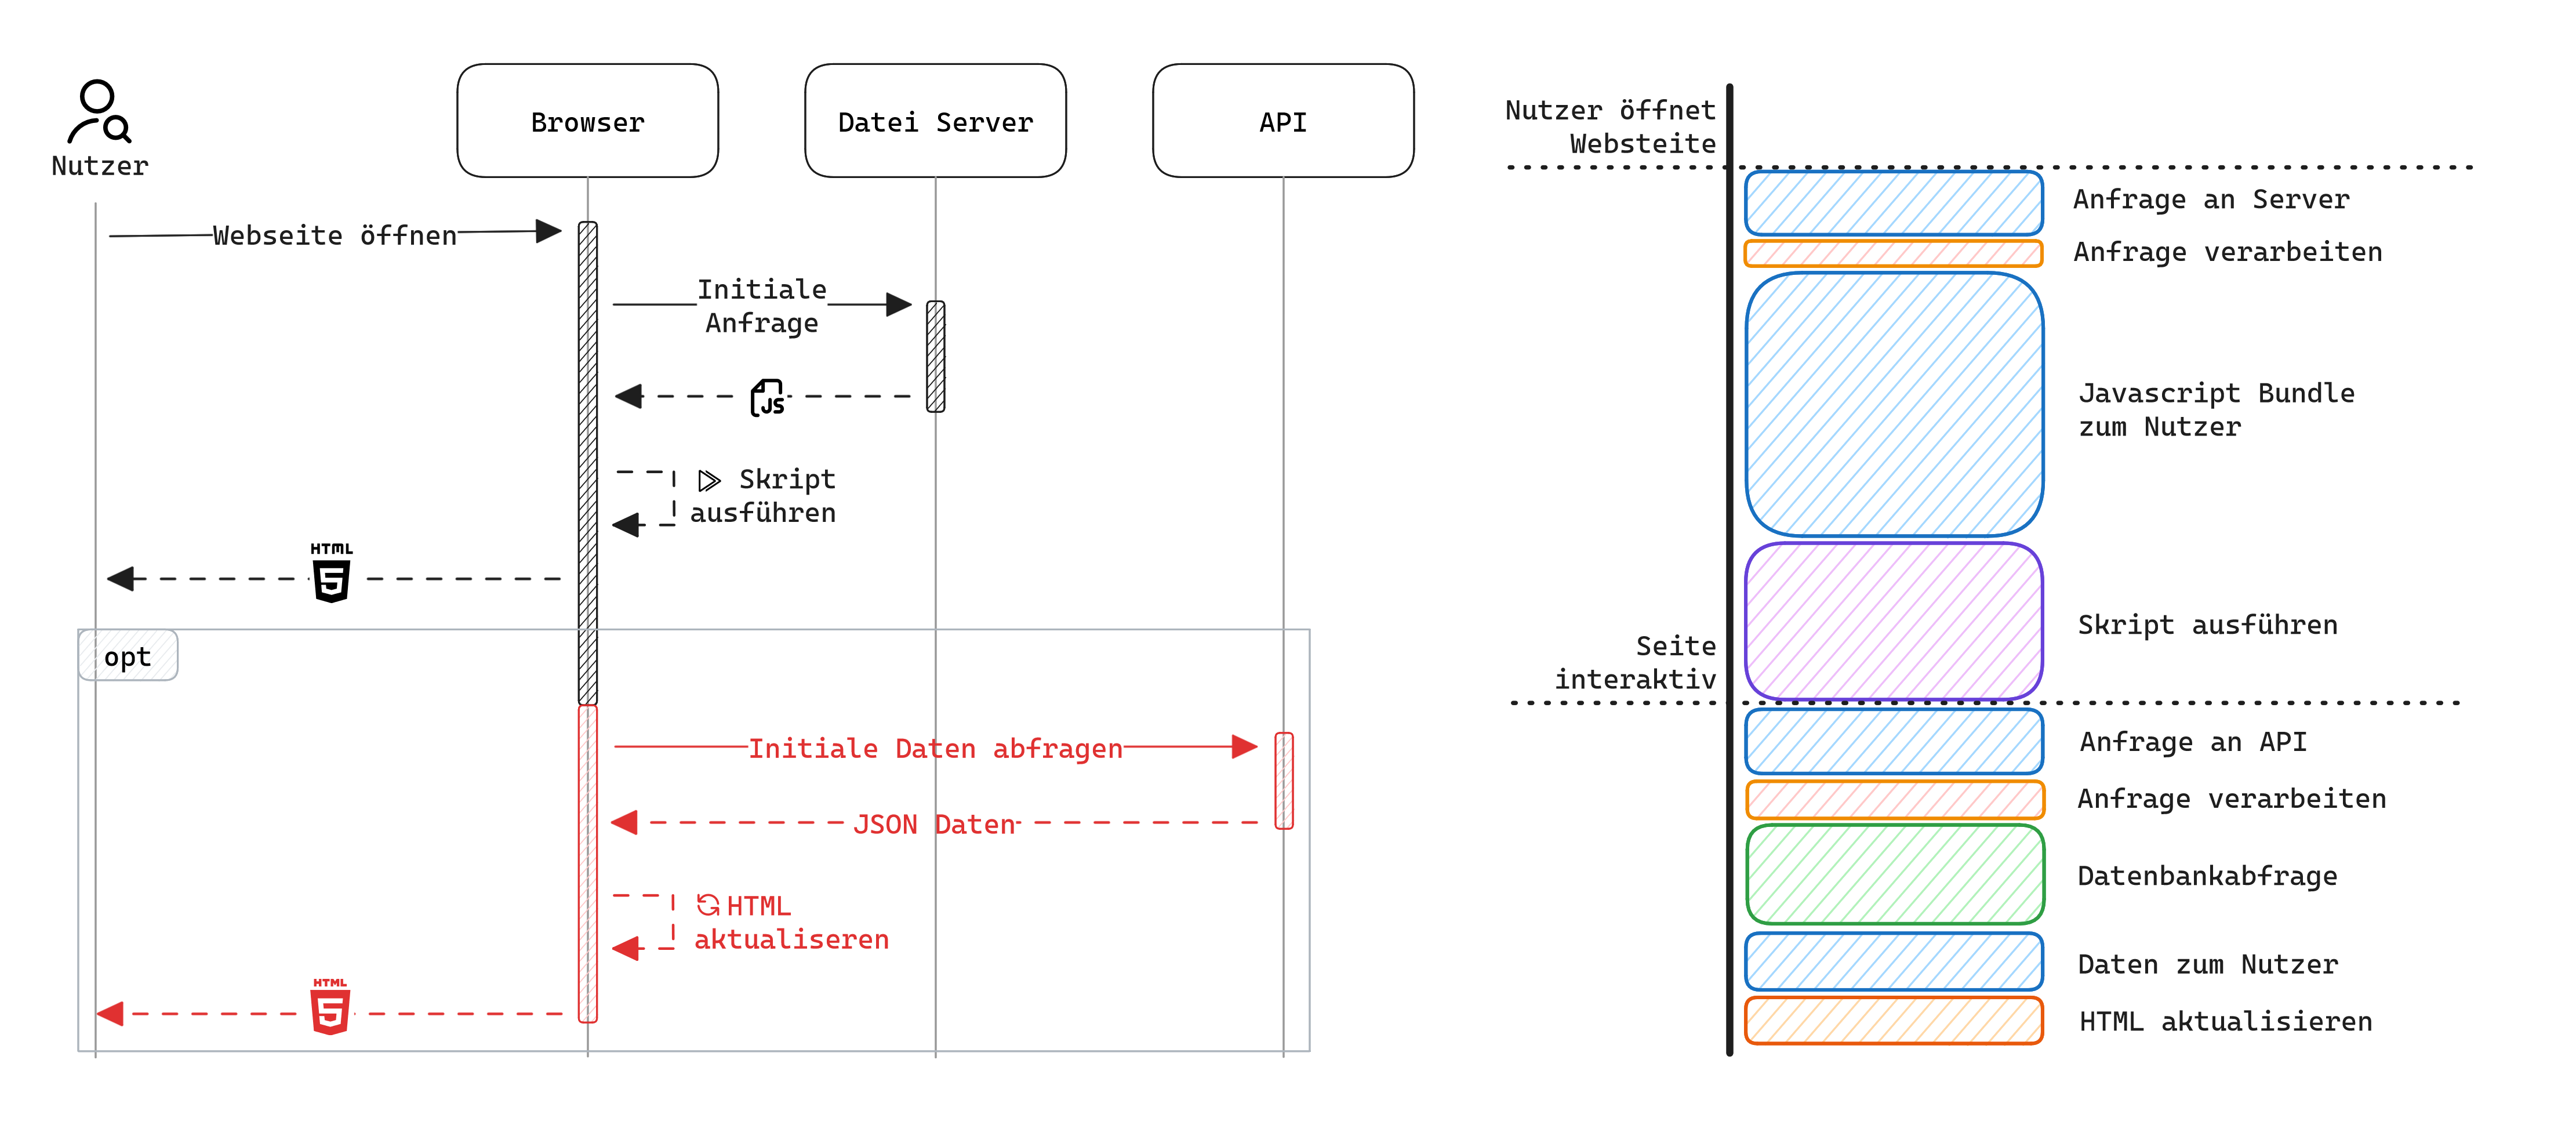 Nutzer
Browser
Datei Server
API
Webseite öffnen
Initiale
Anfrage
JS
Skript
ausführen
HTML
5
opt
Initiale Daten abfragen
JSON Daten
HTML
aktualiseren
HTML
5
Nutzer öffnet
Websteite
Anfrage an Server
Anfrage verarbeiten
Javascript Bundle
zum Nutzer
Skript ausführen
Seite
interaktiv
Anfrage an API
Anfrage verarbeiten
Datenbankabfrage
Daten zum Nutzer
HTML aktualisieren